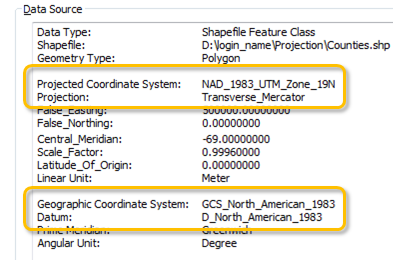 Data Source
Data Type: Shapefile Feature Class
Shapefile: D:\login_name\Projection\Counties.shp
Geometry Type: Polygon
Projected Coordinate System: NAD_1983_UTM_Zone_19N
Projection: Transverse_Mercator
False_Easting: 500000.00000000
False_Northing: 0.00000000
Central_Meridian: -69.00000000
Scale_Factor: 0.99960000
Latitude_Of_Origin: 0.00000000
Linear Unit: Meter
Geographic Coordinate System: GCS_North_American_1983
Datum: D_North_American_1983
Prime Meridian: Greenwich
Angular Unit: Degree